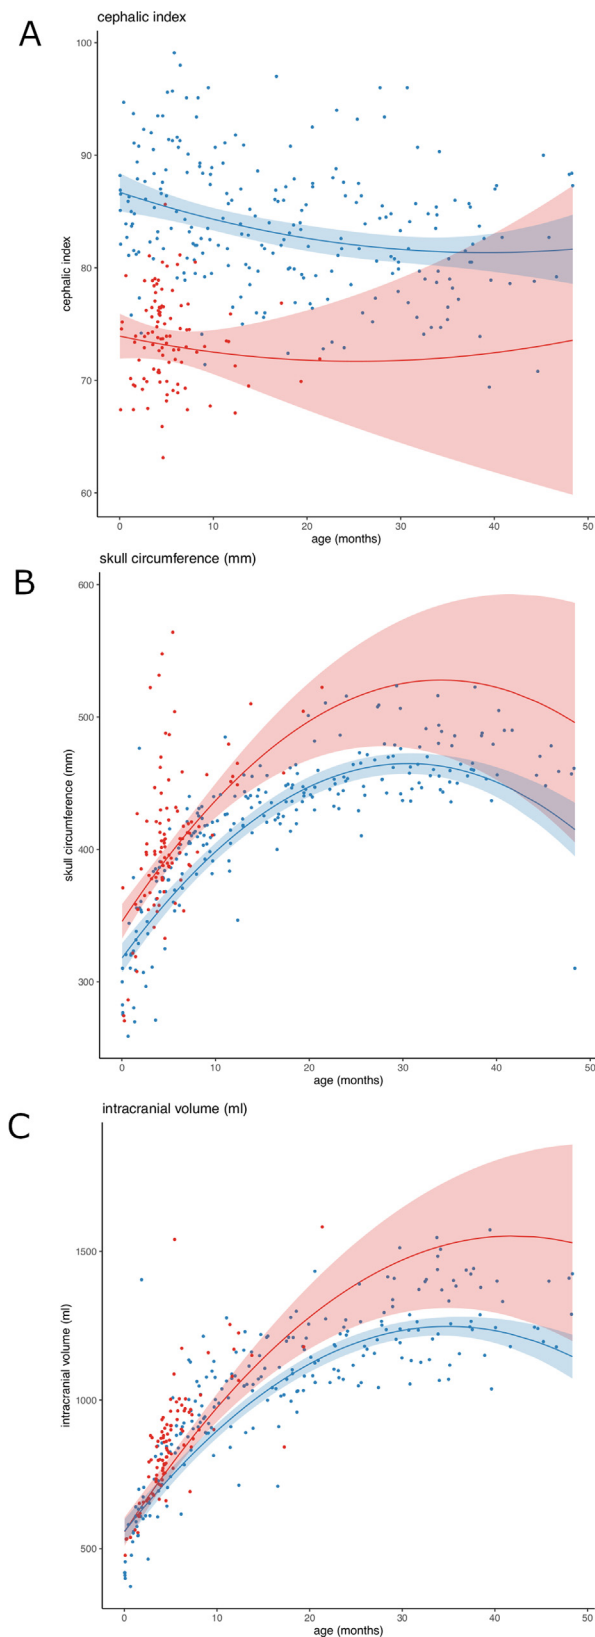 A
cephalic index
100
90
80
70
60
cephalic index
0 10 20 30 40 50
age (months)
B
skull circumference (mm)
600
500
400
300
skull circumference (mm)
0 10 20 30 40 50
age (months)
C
intracranial volume (ml)
1500
1000
500
intracranial volume (ml)
0 10 20 30 40 50
age (months)